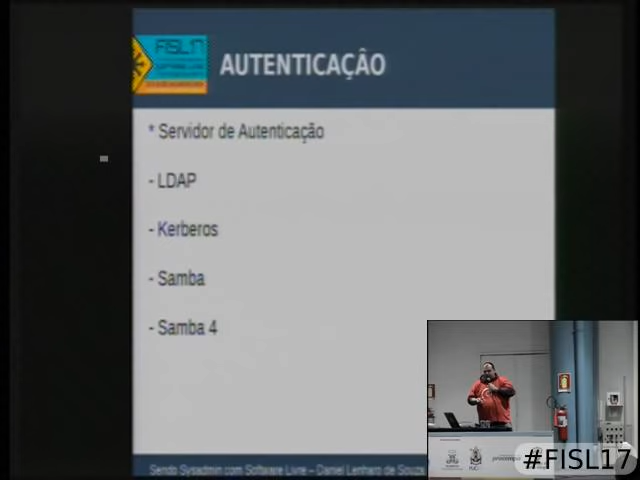 FISL17
AUTENTICAÇÃO
* Servidor de Autenticação
- LDAP
- Kerberos
- Samba
- Samba 4
Sendo Sysadmin com Software Livre – Daniel Lenharo de Souza
#FISL17